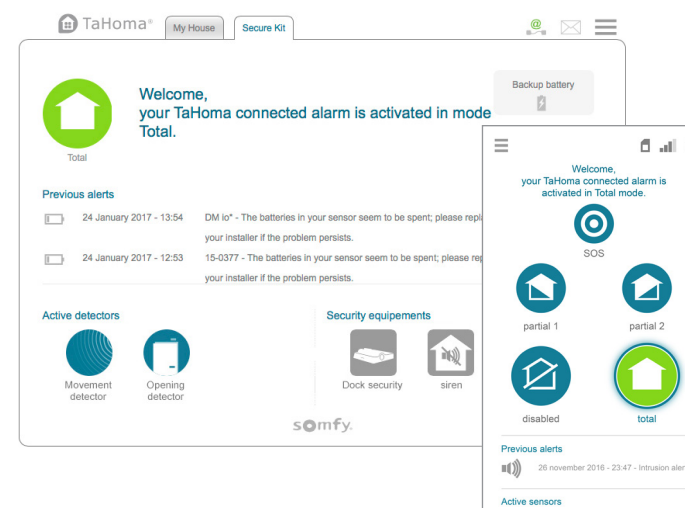 TaHoma®
My House
Secure Kit
@
Backup battery
Welcome,
your TaHoma connected alarm is activated in mode
Total.
Total
Previous alerts
24 January 2017 - 13:54 DM io* - The batteries in your sensor seem to be spent; please
your installer if the problem persists.
24 January 2017 - 12:53 15-0377 - The batteries in your sensor seem to be spent; please
your installer if the problem persists.
Active detectors
Movement
detector
Opening
detector
Security equipements
Dock security
siren
somfy.
Welcome,
your TaHoma connected alarm is
activated in Total mode.
SOS
partial 1
partial 2
disabled
total
Previous alerts
26 november 2016 - 23:47 - Intrusion
Active sensors